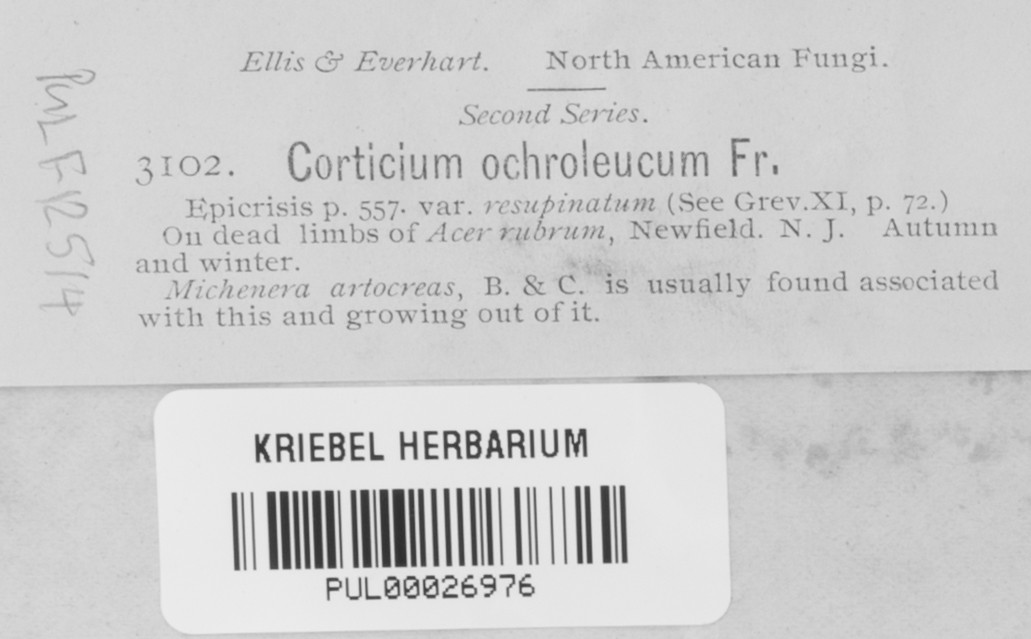 Ellis & Everhart. North American Fungi.
Second Series.
3102. Corticium ochroleucum Fr.
Epicrisis p. 557. var. resupinatum (See Grev.XI, p. 72.)
On dead limbs of Acer rubrum, Newfield. N. J. Autumn
and winter.
Michenera artocreas, B. & C. is usually found associated
with this and growing out of it.
PUL F12514
KRIEBEL HERBARIUM
PUL00026976